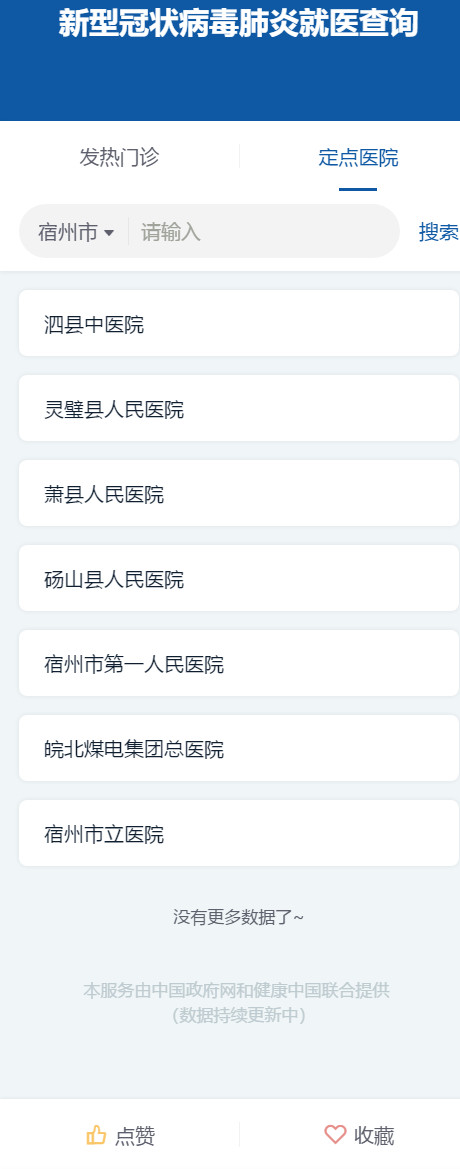 新型冠状病毒肺炎就医查询
发热门诊 定点医院
宿州市 请输入 搜索
泗县中医院
灵璧县人民医院
萧县人民医院
砀山县人民医院
宿州市第一人民医院
皖北煤电集团总医院
宿州市立医院
没有更多数据了~
本服务由中国政府网和健康中国联合提供
(数据持续更新中)
点赞 收藏